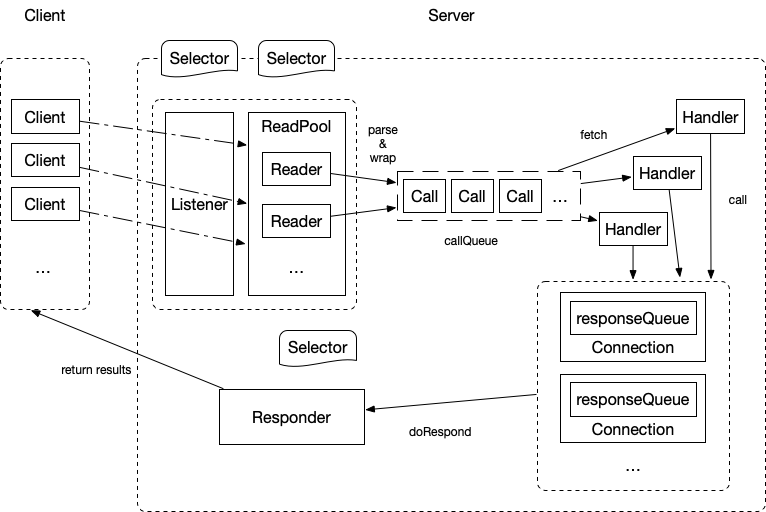 Client
Server
Selector
Selector
Client
Client
Client
...
Listener
ReadPool
Reader
Reader
...
parse
&
wrap
Call
Call
Call
...
callQueue
fetch
Handler
Handler
Handler
call
responseQueue
Connection
responseQueue
Connection
...
Selector
Responder
doRespond
return results